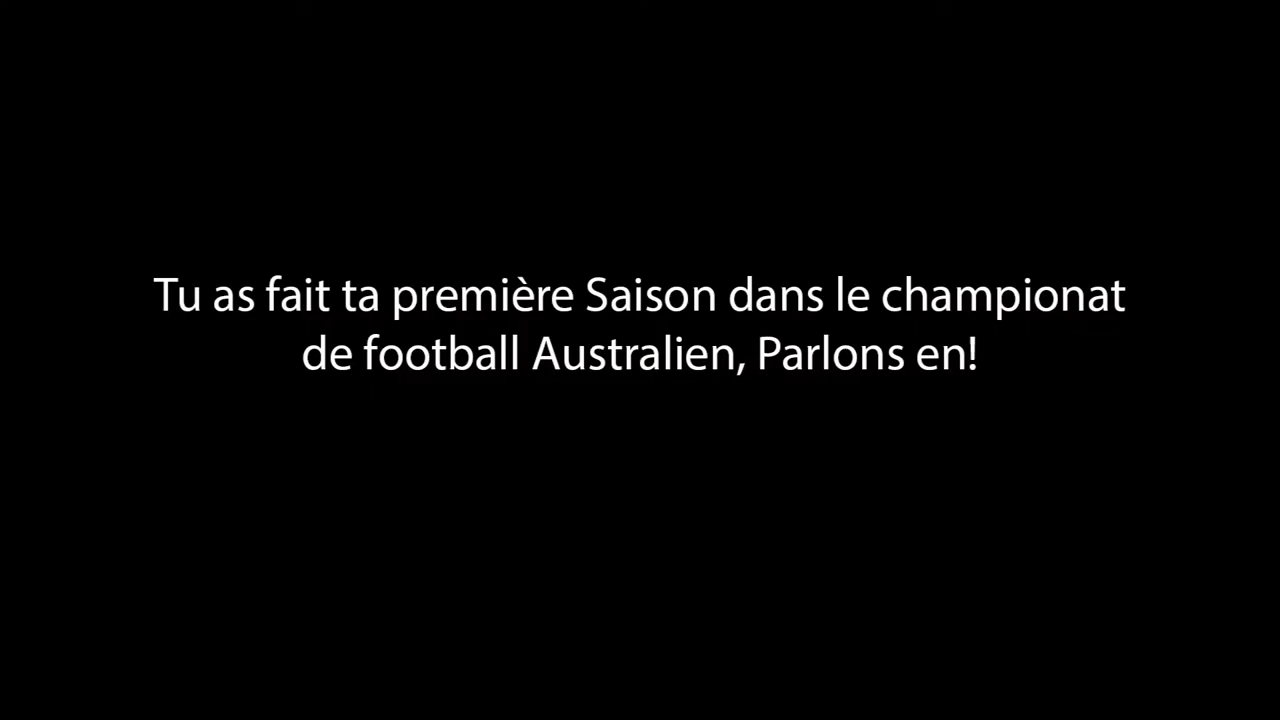 Tu as fait ta première Saison dans le championat
de football Australien, Parlons en!